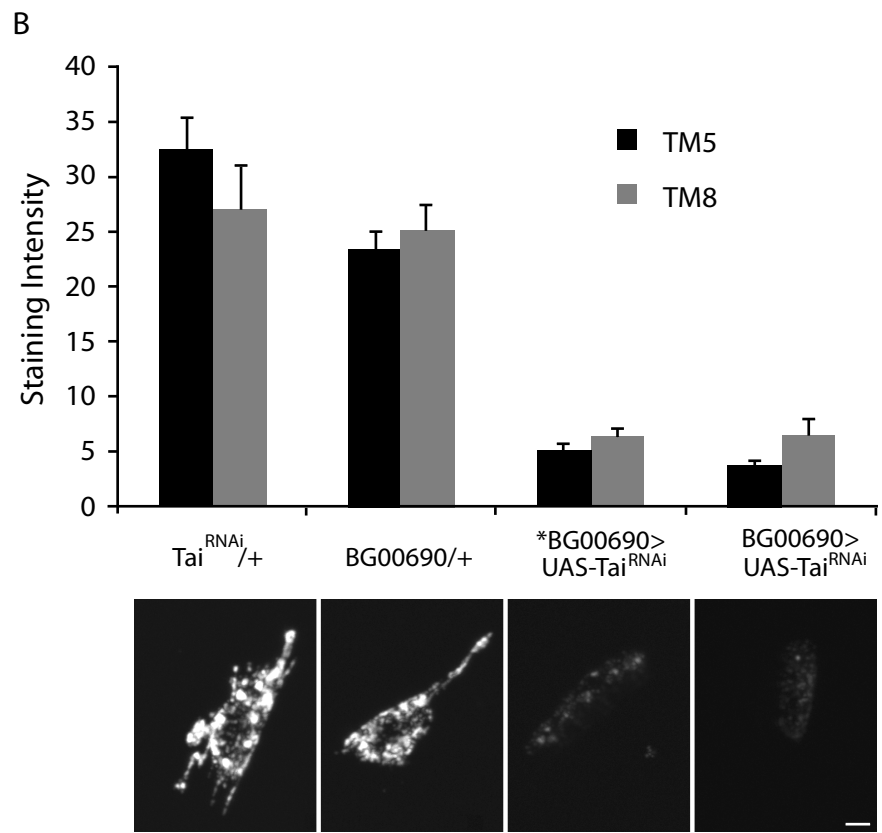 B
Staining Intensity
40
35
30
25
20
15
10
5
0
TM5
TM8
Tai^RNAi/+
BG00690/+
*BG00690>
UAS-Tai^RNAi
BG00690>
UAS-Tai^RNAi